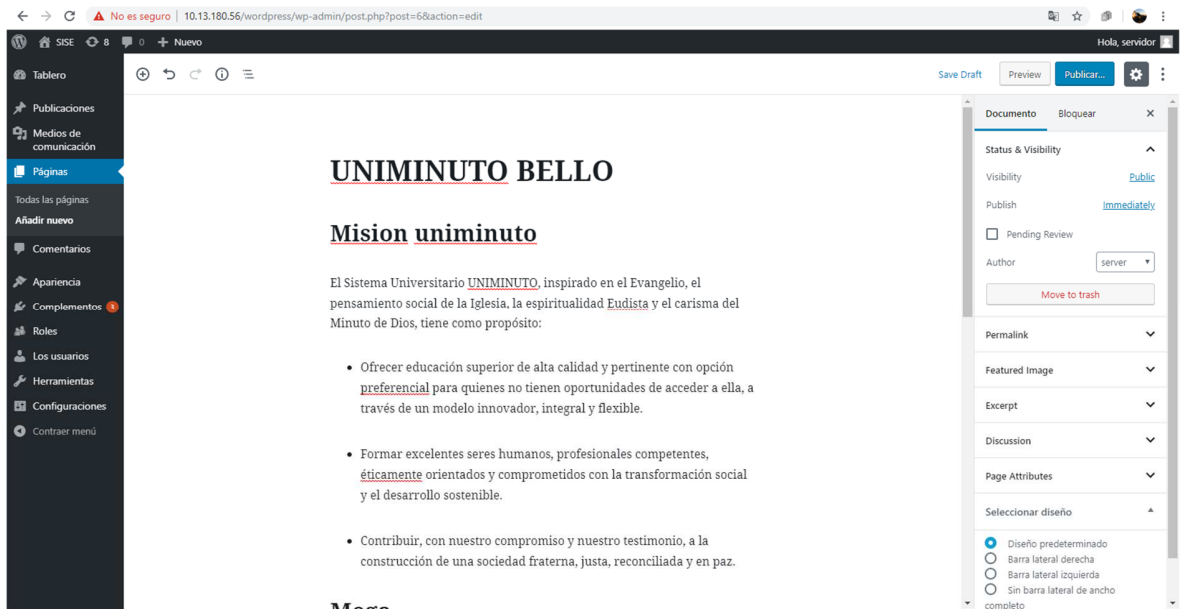 No es seguro | 10.13.180.56/wordpress/wp-admin/post.php?post=6&action=edit
SISE 8 0 + Nuevo Hola, servidor
Tablero
Publicaciones
Medios de
comunicación
Páginas
Todas las páginas
Añadir nuevo
Comentarios
Apariencia
Complementos
Roles
Los usuarios
Herramientas
Configuraciones
Contraer menú
Save Draft Preview Publicar...
UNIMINUTO BELLO
Mision uniminuto
El Sistema Universitario UNIMINUTO, inspirado en el Evangelio, el
pensamiento social de la Iglesia, la espiritualidad Eudista y el carisma del
Minuto de Dios, tiene como propósito:
• Ofrecer educación superior de alta calidad y pertinente con opción
preferencial para quienes no tienen oportunidades de acceder a ella, a
través de un modelo innovador, integral y flexible.
• Formar excelentes seres humanos, profesionales competentes,
éticamente orientados y comprometidos con la transformación social
y el desarrollo sostenible.
• Contribuir, con nuestro compromiso y nuestro testimonio, a la
construcción de una sociedad fraterna, justa, reconciliada y en paz.
Documento Bloquear
Status & Visibility
Visibility Public
Publish Immediately
Pending Review
Author server
Move to trash
Permalink
Featured Image
Excerpt
Discussion
Page Attributes
Seleccionar diseño
Diseño predeterminado
Barra lateral derecha
Barra lateral izquierda
Sin barra lateral de ancho
completo